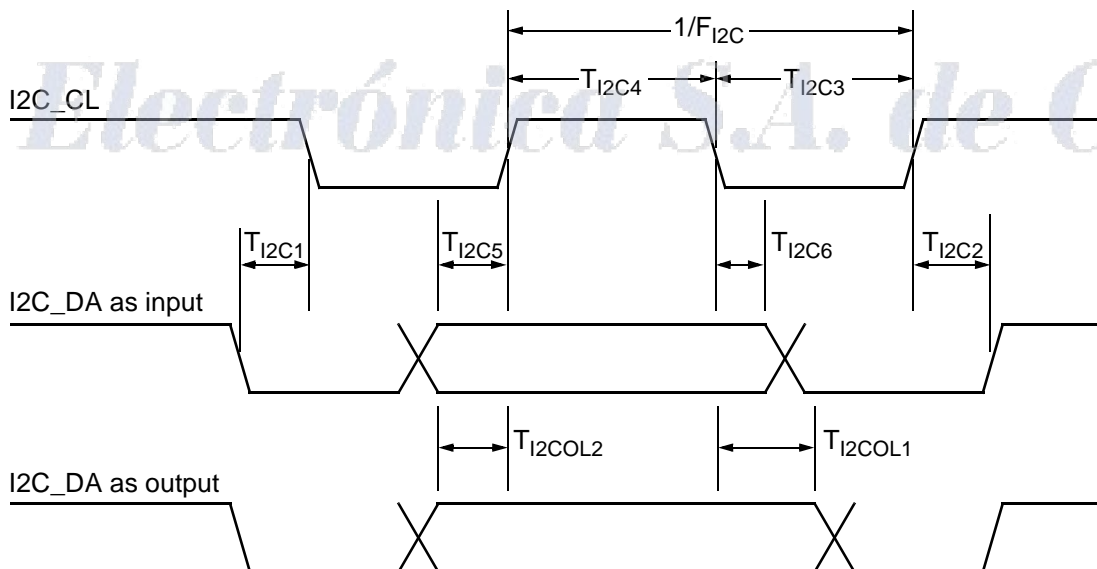 1/FI2C
TI2C4
TI2C3
I2C_CL
Electrónica S.A. de C
TI2C1
TI2C5
TI2C6
TI2C2
I2C_DA as input
TI2COL2
TI2COL1
I2C_DA as output